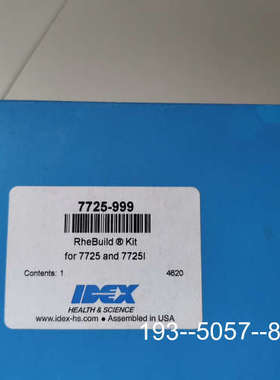 7725-999
RheBuild ® Kit
for 7725 and 7725I
Contents: 1 4620
IDEX
HEALTH & SCIENCE
www.idex-hs.com • Assembled in USA
193--5057--8